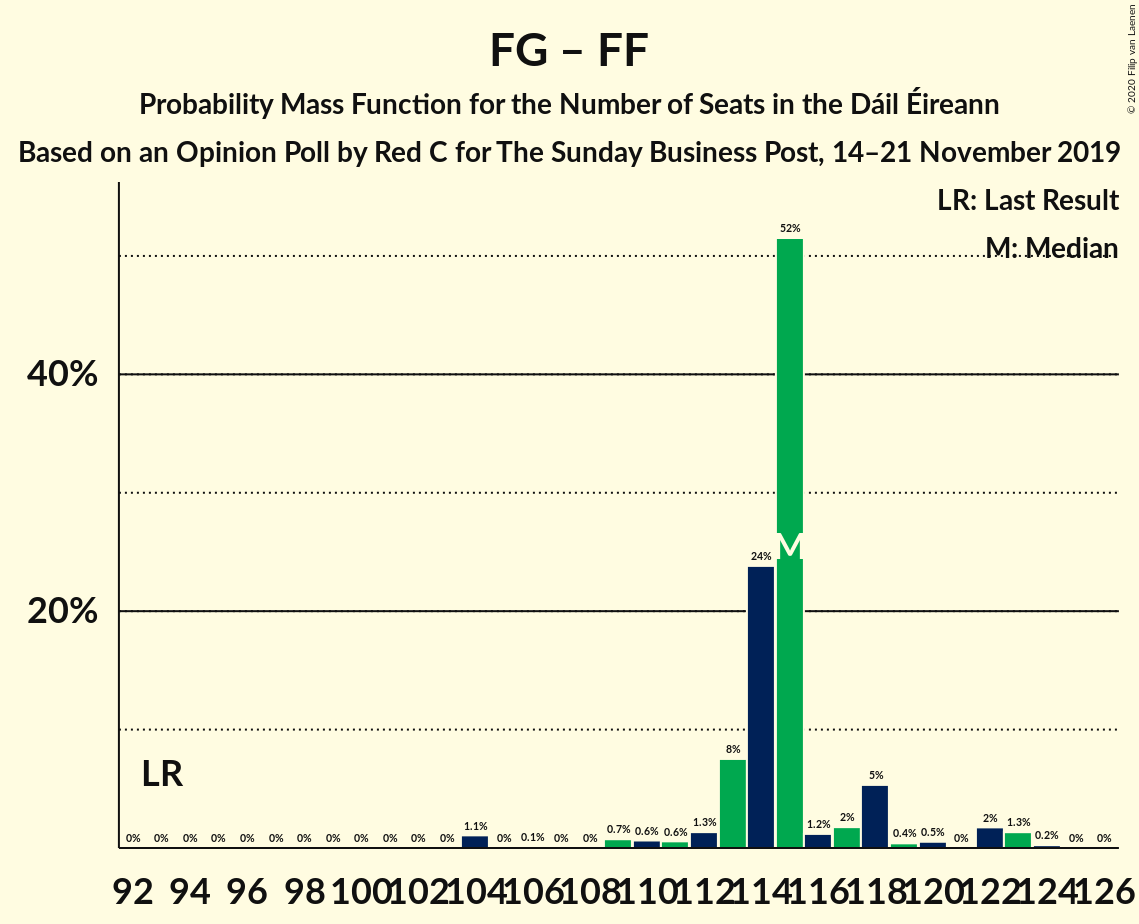 FG – FF
Probability Mass Function for the Number of Seats in the Dáil Éireann
Based on an Opinion Poll by Red C for The Sunday Business Post, 14–21 November 2019
© 2020 Filip van Laenen
LR: Last Result
M: Median
52%
40%
M
24%
20%
8%
LR
5%
0% 0% 0% 0% 0% 0% 0% 0% 0% 0% 0% 0% 1.1% 0% 0.1% 0% 0% 0.7% 0.6% 0.6% 1.3% 1.2% 2% 0.4% 0.5% 0% 2% 1.3% 0.2% 0% 0%
92 94 96 98 100 102 104 106 108 110 112 114 116 118 120 122 124 126